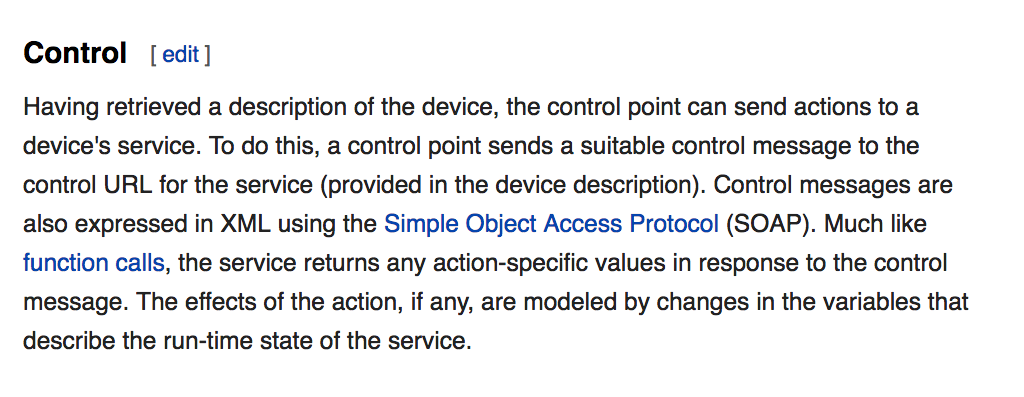 Control [ edit ]
Having retrieved a description of the device, the control point can send actions to a
device's service. To do this, a control point sends a suitable control message to the
control URL for the service (provided in the device description). Control messages are
also expressed in XML using the Simple Object Access Protocol (SOAP). Much like
function calls, the service returns any action-specific values in response to the control
message. The effects of the action, if any, are modeled by changes in the variables that
describe the run-time state of the service.